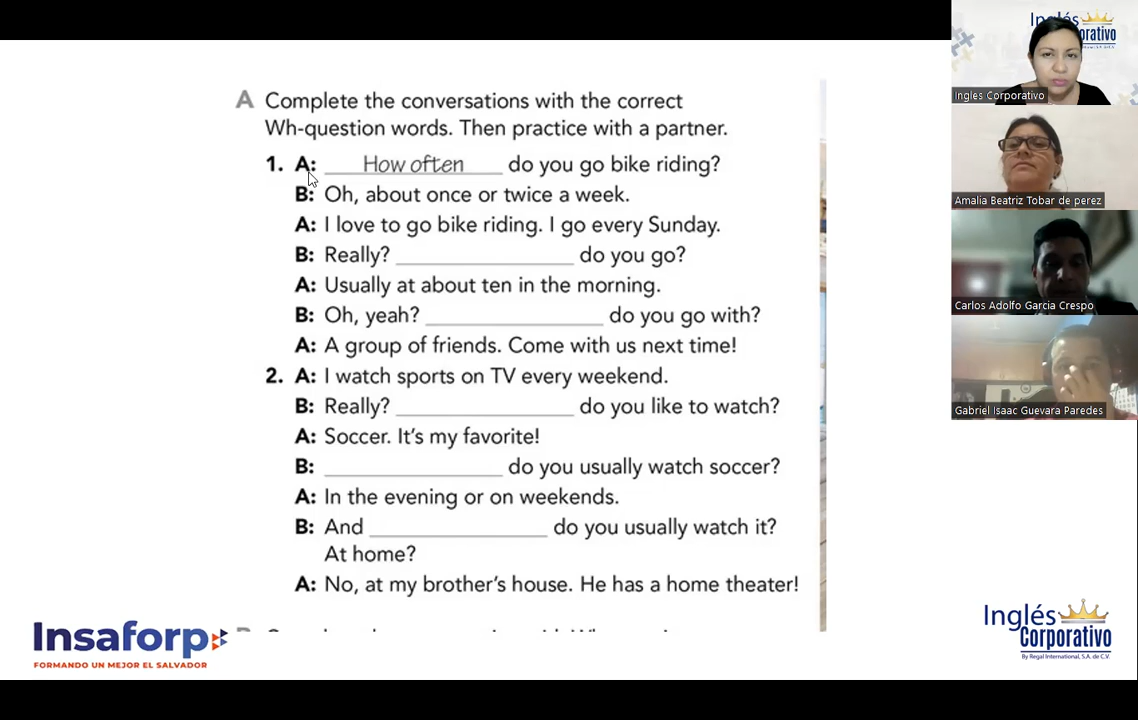 A Complete the conversations with the correct
Wh-question words. Then practice with a partner.
1. A: How often do you go bike riding?
B: Oh, about once or twice a week.
A: I love to go bike riding. I go every Sunday.
B: Really? ____________ do you go?
A: Usually at about ten in the morning.
B: Oh, yeah? ____________ do you go with?
A: A group of friends. Come with us next time!
2. A: I watch sports on TV every weekend.
B: Really? ____________ do you like to watch?
A: Soccer. It's my favorite!
B: ____________ do you usually watch soccer?
A: In the evening or on weekends.
B: And ____________ do you usually watch it?
At home?
A: No, at my brother's house. He has a home theater!
Insaforp
FORMANDO UN MEJOR EL SALVADOR
Inglés
Corporativo
By Regal International, S.A. de C.V.
Ingles Corporativo
Amalia Beatriz Tobar de perez
Carlos Adolfo Garcia Crespo
Gabriel Isaac Guevara Paredes